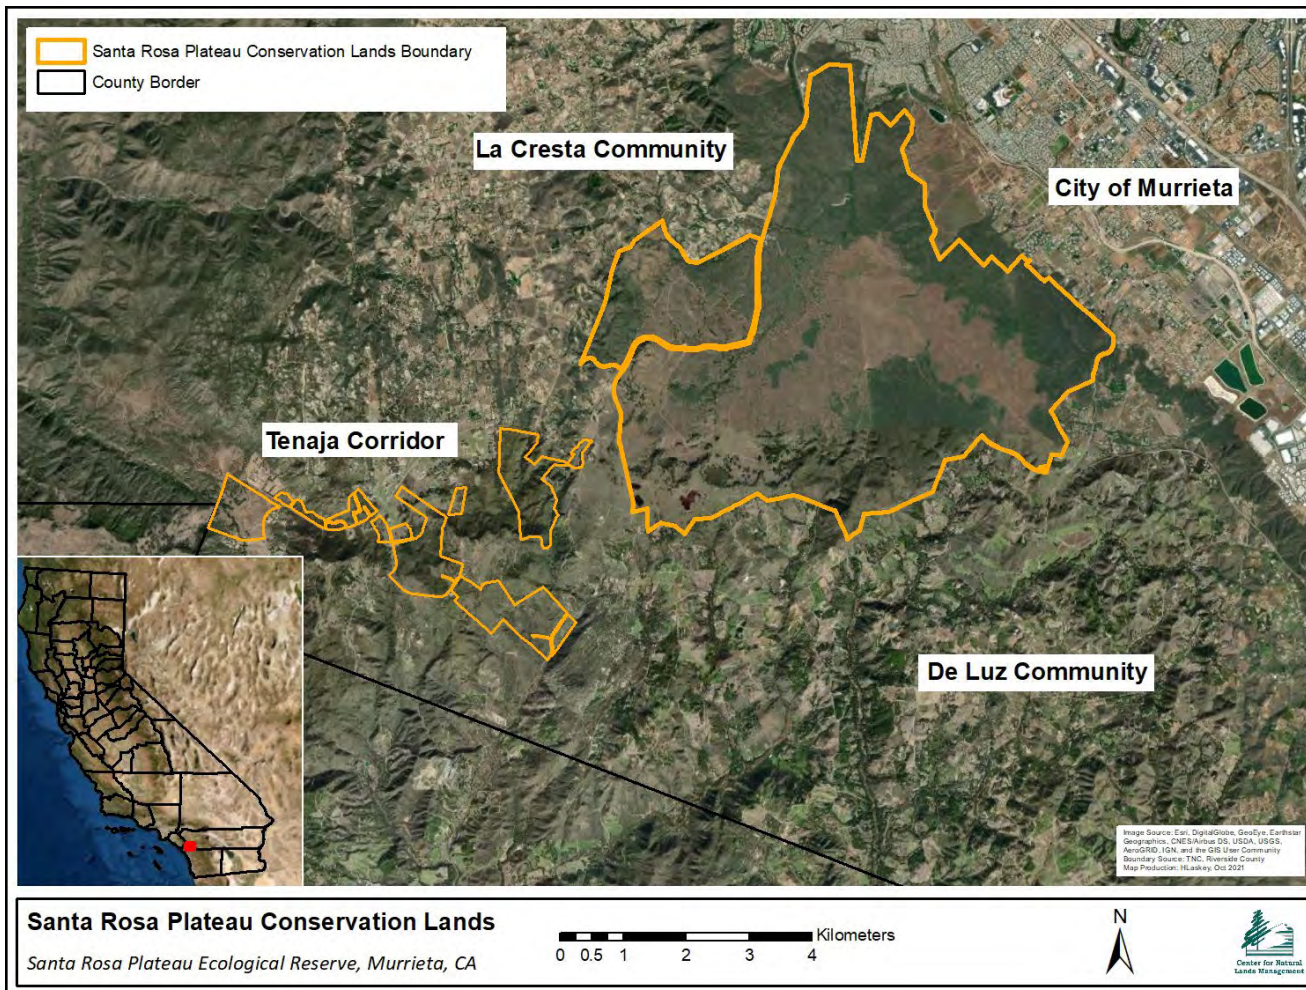 Santa Rosa Plateau Conservation Lands Boundary
County Border
La Cresta Community
City of Murrieta
Tenaja Corridor
De Luz Community
Image Source: Esri, DigitalGlobe, GeoEye, Earthstar
Geographics, CNES/Airbus DS, USDA, USGS,
AeroGRID, IGN, and the GIS User Community
Boundary Source: TNC, Riverside County
Map Production: HLaskey, Oct 2021
Santa Rosa Plateau Conservation Lands
Santa Rosa Plateau Ecological Reserve, Murrieta, CA
Kilometers
0 0.5 1 2 3 4
N
Center for Natural
Lands Management